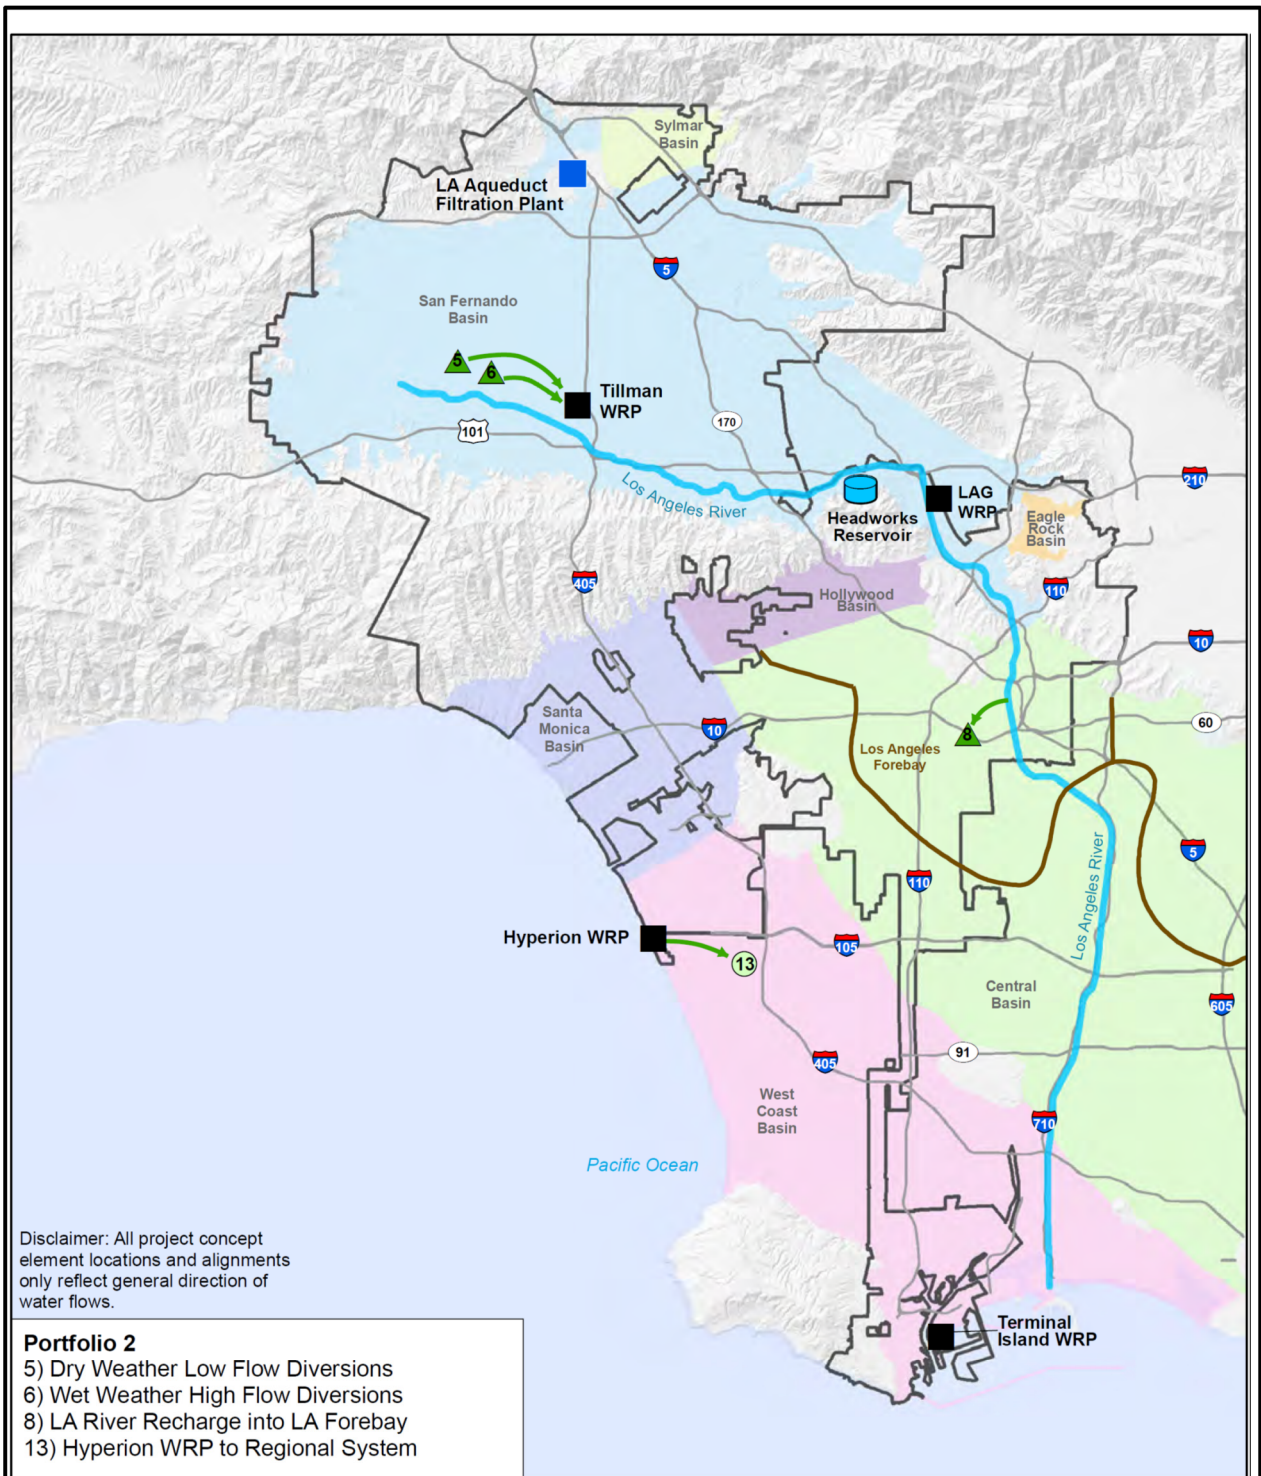 Sylmar
Basin
LA Aqueduct
Filtration Plant
5
San Fernando
Basin
5
6
Tillman
WRP
101
170
Los Angeles River
Headworks
Reservoir
LAG
WRP
210
Eagle
Rock
Basin
405
110
Hollywood
Basin
10
Santa
Monica
Basin
10
60
8
Los Angeles
Forebay
5
110
Los Angeles River
Hyperion WRP
13
105
Central
Basin
605
91
405
West
Coast
Basin
710
Pacific Ocean
Disclaimer: All project concept
element locations and alignments
only reflect general direction of
water flows.
Terminal
Island WRP
Portfolio 2
5) Dry Weather Low Flow Diversions
6) Wet Weather High Flow Diversions
8) LA River Recharge into LA Forebay
13) Hyperion WRP to Regional System